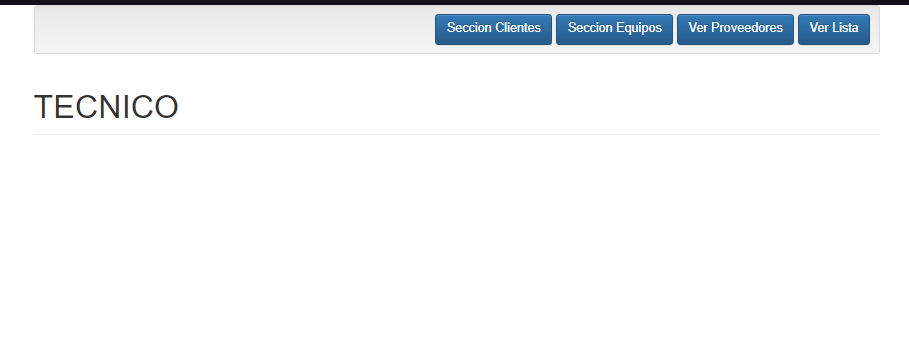 Seccion Clientes Seccion Equipos Ver Proveedores Ver Lista
TECNICO